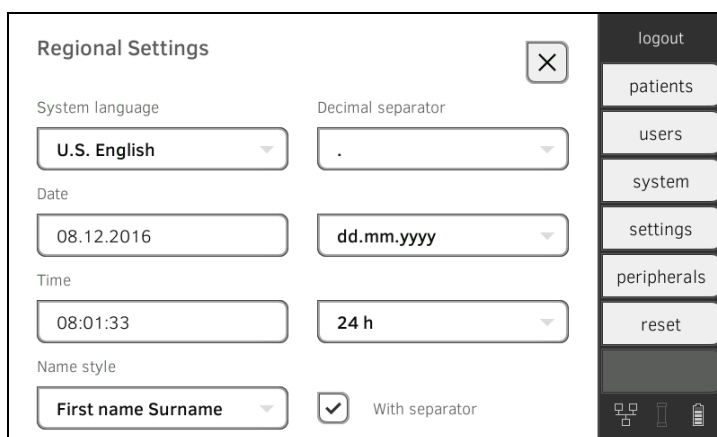 Regional Settings
System language
Decimal separator
U.S. English
.
Date
08.12.2016
dd.mm.yyyy
Time
08:01:33
24 h
Name style
First name Surname
With separator
logout
patients
users
system
settings
peripherals
reset